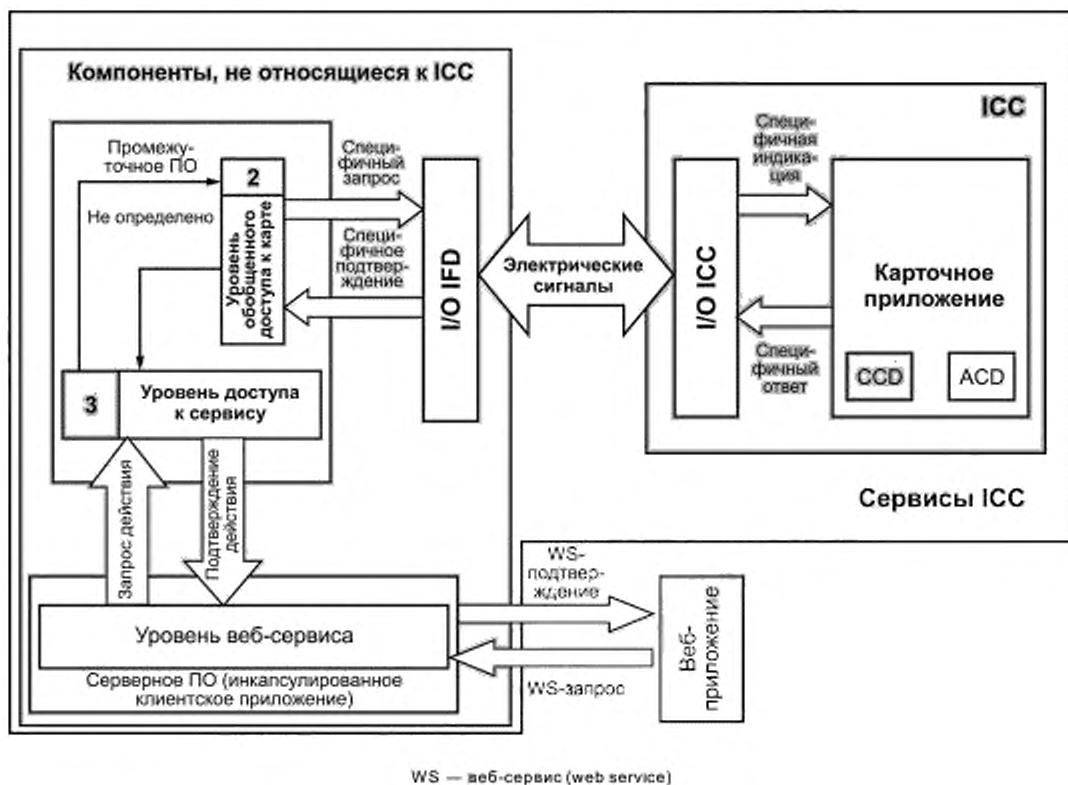 Компоненты, не относящиеся к ICC
Промежу-
точное ПО
Не определено
2
Уровень
обобщенного
доступа к карте
Специ-
фичный
запрос
Специ-
фичное
подтвер-
ждение
I/O IFD
3
Уровень доступа
к сервису
Запрос действия
Подтверждение
действия
Уровень веб-сервиса
Серверное ПО (инкапсулированное
клиентское приложение)
Электрические
сигналы
ICC
I/O ICC
Специ-
фичная
индика-
ция
Карточное
приложение
CCD
ACD
Специ-
фичный
ответ
Сервисы ICC
WS-
подтвер-
ждение
WS-запрос
Веб-
приложение
WS — веб-сервис (web service)